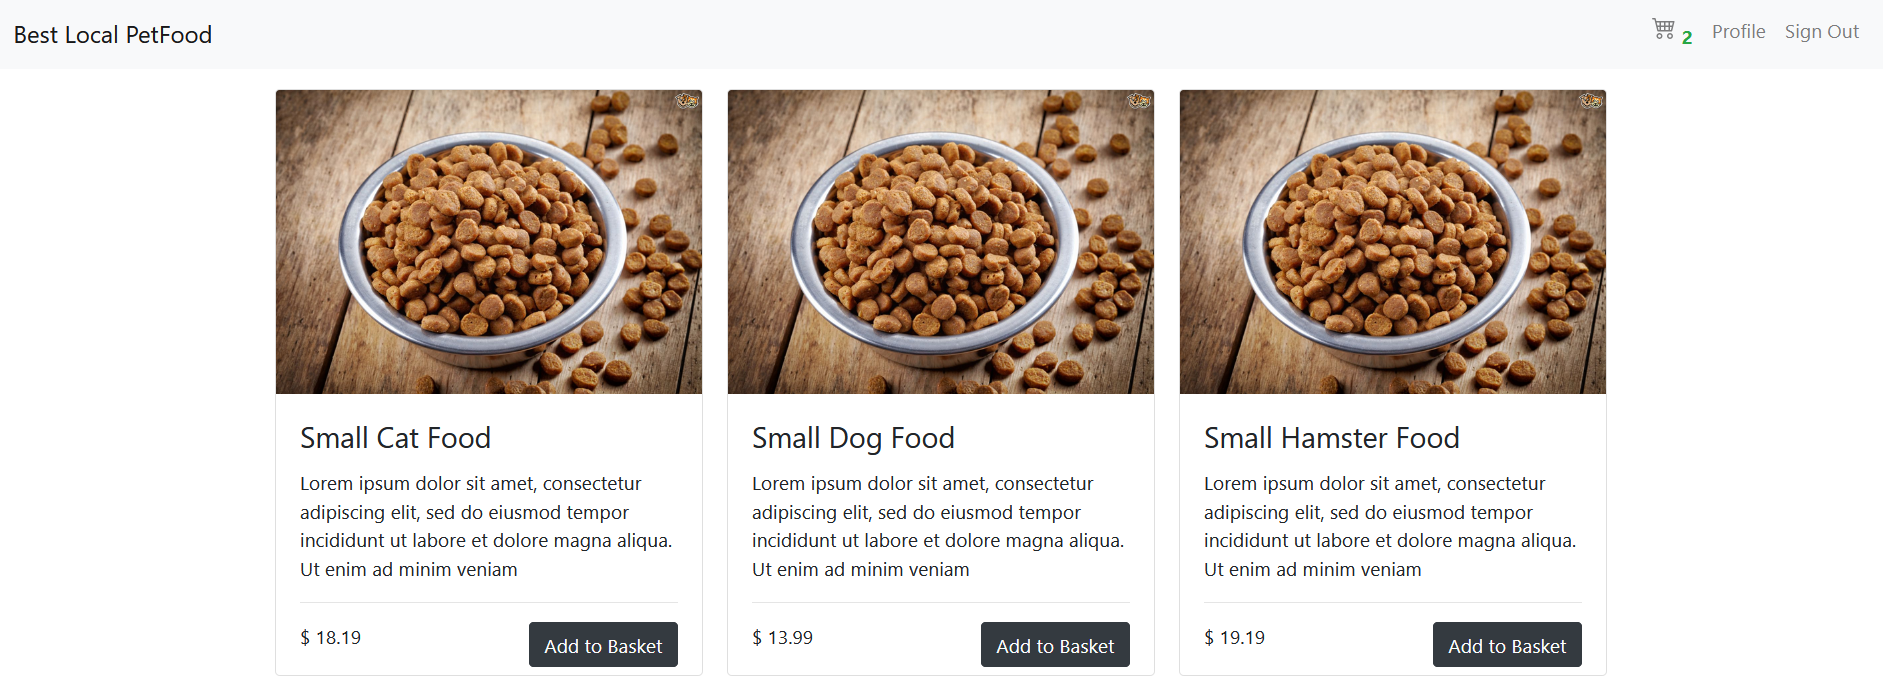 Best Local PetFood
2 Profile Sign Out
Small Cat Food
Lorem ipsum dolor sit amet, consectetur
adipiscing elit, sed do eiusmod tempor
incididunt ut labore et dolore magna aliqua.
Ut enim ad minim veniam
$ 18.19
Add to Basket
Small Dog Food
Lorem ipsum dolor sit amet, consectetur
adipiscing elit, sed do eiusmod tempor
incididunt ut labore et dolore magna aliqua.
Ut enim ad minim veniam
$ 13.99
Add to Basket
Small Hamster Food
Lorem ipsum dolor sit amet, consectetur
adipiscing elit, sed do eiusmod tempor
incididunt ut labore et dolore magna aliqua.
Ut enim ad minim veniam
$ 19.19
Add to Basket